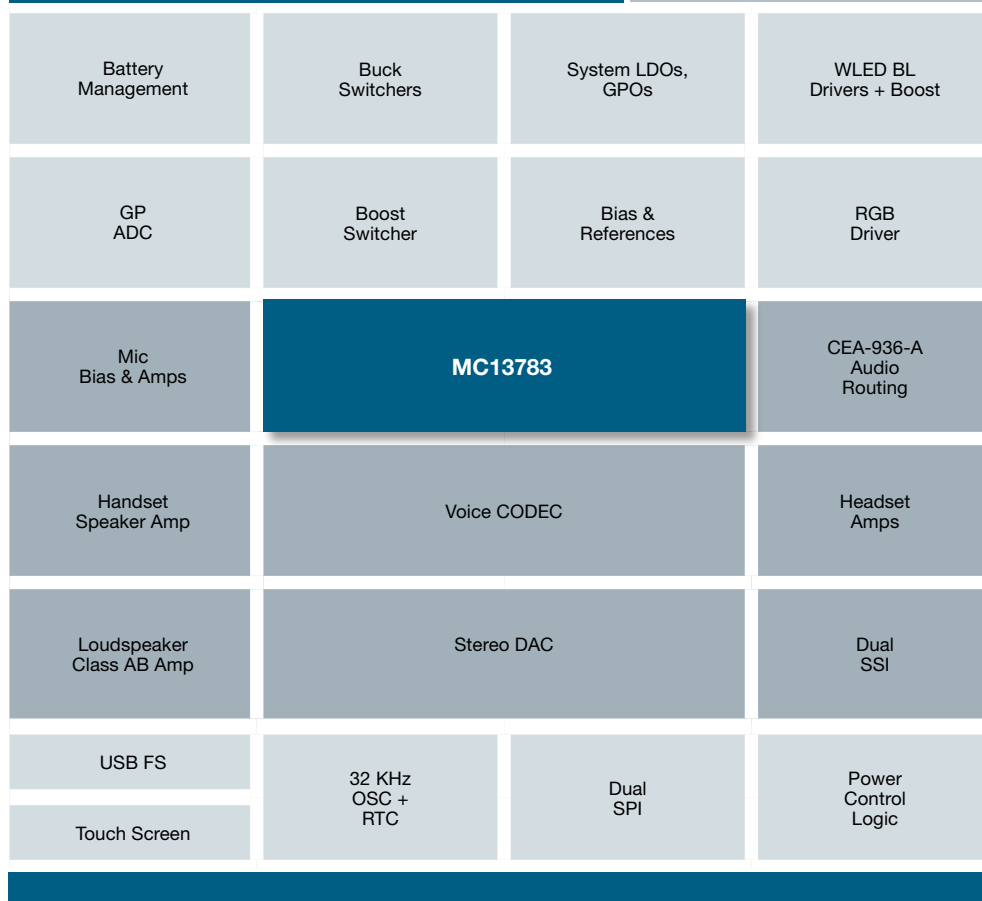 Battery
Management
Buck
Switchers
System LDOs,
GPOs
WLED BL
Drivers + Boost
GP
ADC
Boost
Switcher
Bias &
References
RGB
Driver
Mic
Bias & Amps
MC13783
CEA-936-A
Audio
Routing
Handset
Speaker Amp
Voice CODEC
Headset
Amps
Loudspeaker
Class AB Amp
Stereo DAC
Dual
SSI
USB FS
Touch Screen
32 KHz
OSC +
RTC
Dual
SPI
Power
Control
Logic